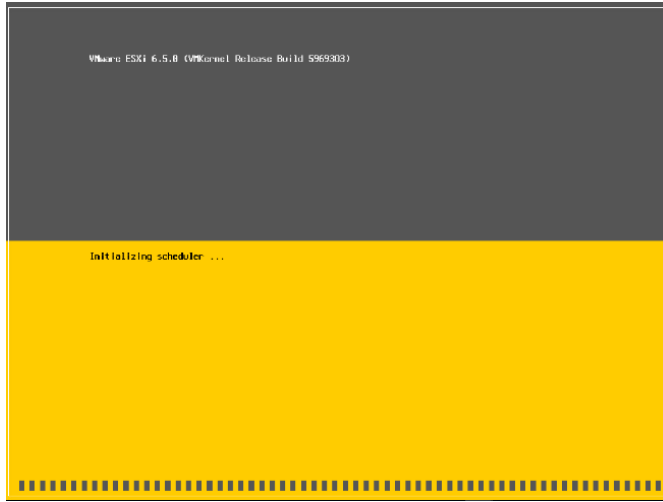 VMware ESXi 6.5.0 (VMKernel Release Build 5969303)
Initializing scheduler ...